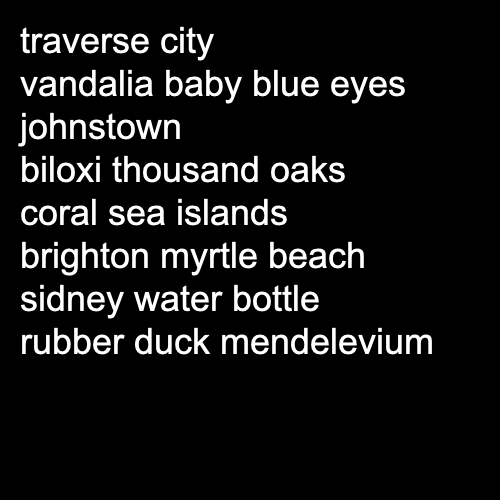 traverse city
vandalia baby blue eyes
johnstown
biloxi thousand oaks
coral sea islands
brighton myrtle beach
sidney water bottle
rubber duck mendelevium